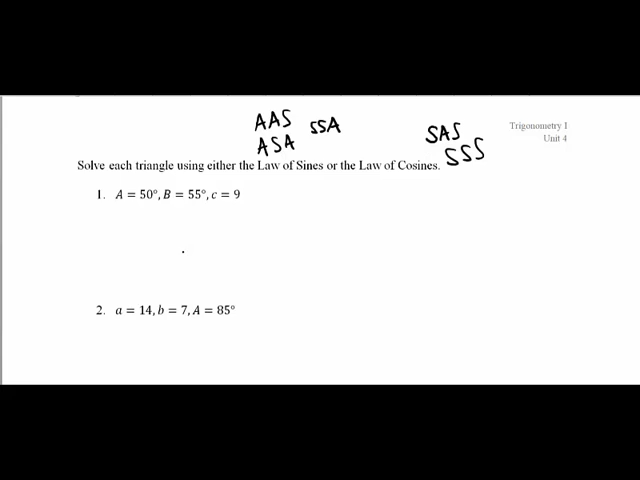 AAS SSA
ASA
SAS
SSS
Trigonometry I
Unit 4
Solve each triangle using either the Law of Sines or the Law of Cosines.
1. A = 50°, B = 55°, c = 9
2. a = 14, b = 7, A = 85°